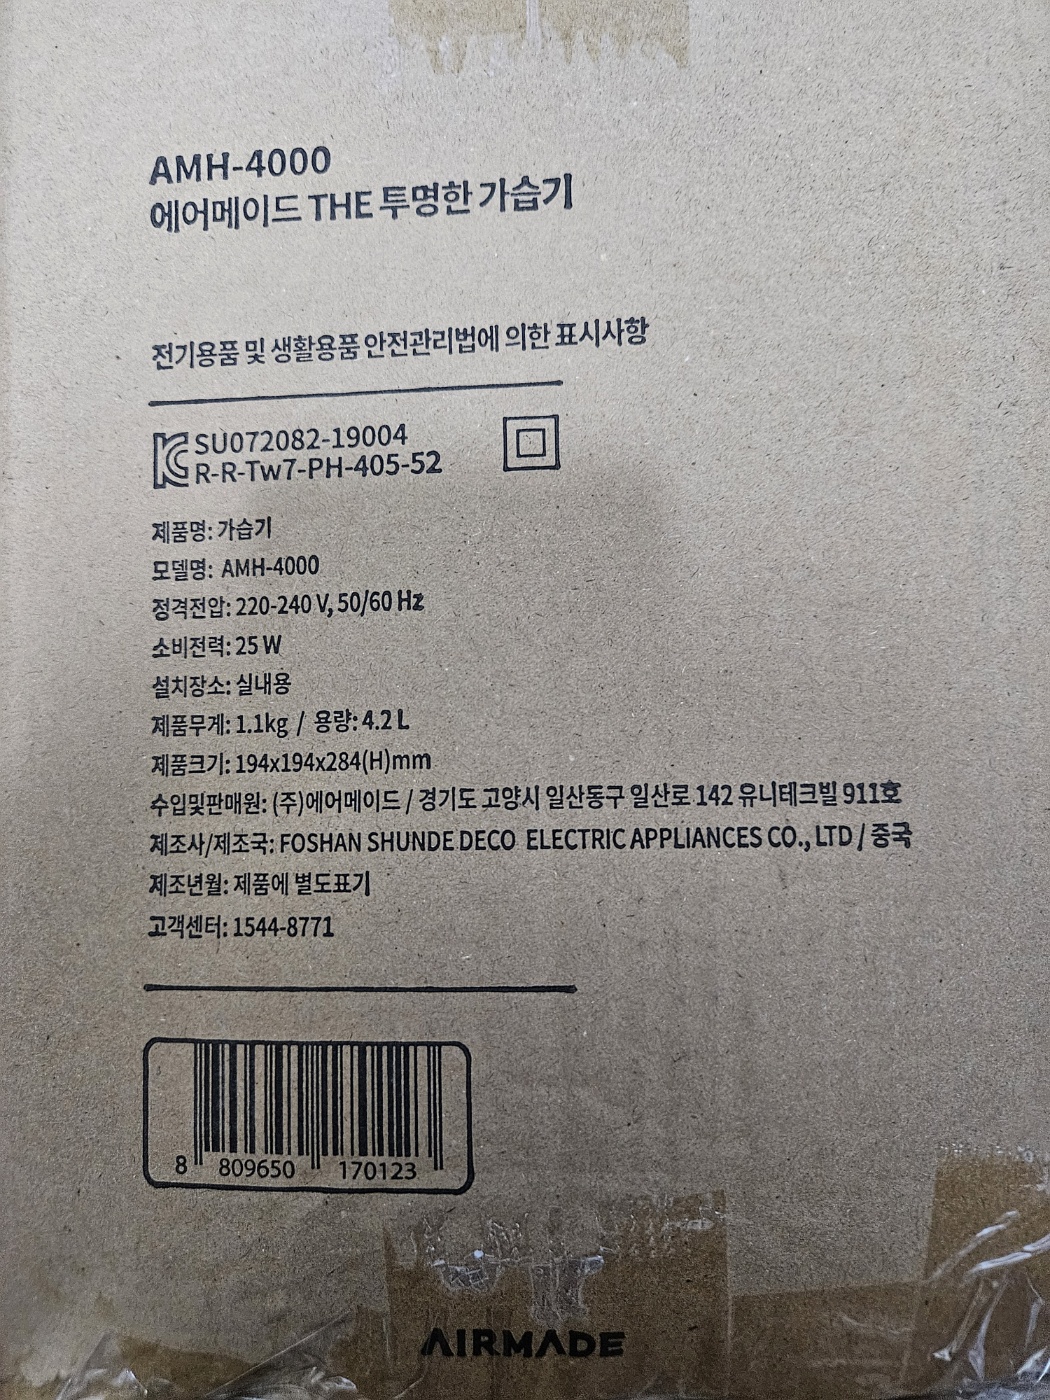 AMH-4000
에어메이드 THE 투명한 가습기
전기용품 및 생활용품 안전관리법에 의한 표시사항
SU072082-19004
R-R-Tw7-PH-405-52
제품명: 가습기
모델명: AMH-4000
정격전압: 220-240 V, 50/60 Hz
소비전력: 25 W
설치장소: 실내용
제품무게: 1.1kg / 용량: 4.2 L
제품크기: 194x194x284(H)mm
수입및판매원: (주)에어메이드 / 경기도 고양시 일산동구 일산로 142 유니테크빌 911호
제조사/제조국: FOSHAN SHUNDE DECO ELECTRIC APPLIANCES CO., LTD / 중국
제조년월: 제품에 별도표기
고객센터: 1544-8771
8 809650 170123
AIRMADE